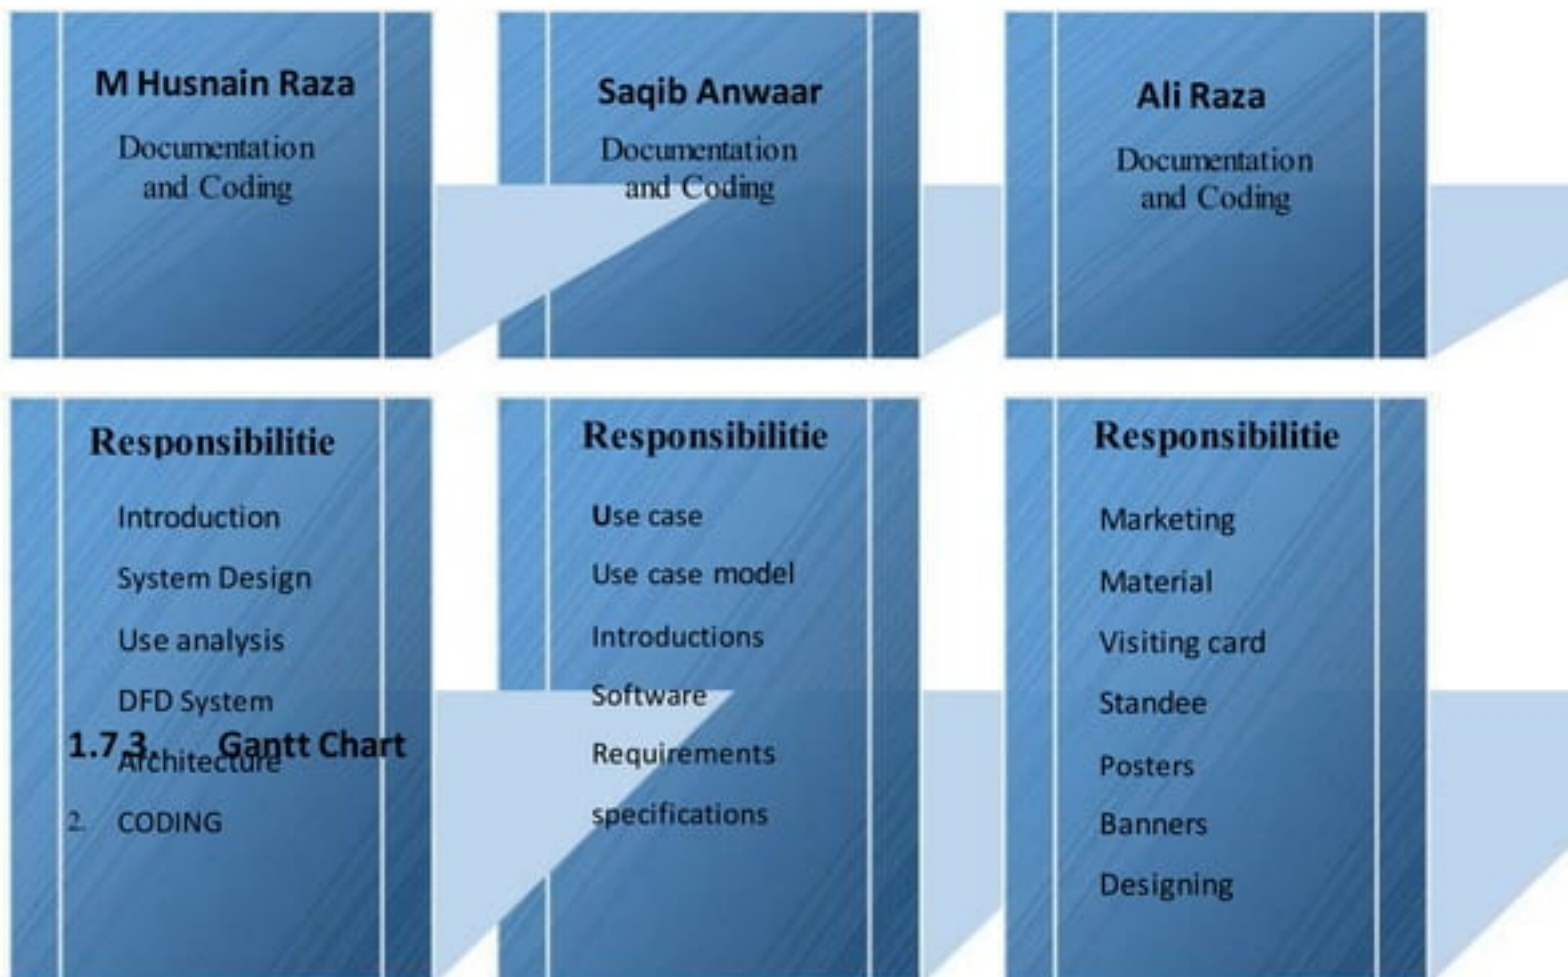 M Husnain Raza
Documentation
and Coding
Saqib Anwaar
Documentation
and Coding
Ali Raza
Documentation
and Coding
Responsibilitie
Introduction
System Design
Use analysis
DFD System
1.7.3. Gantt Chart
Architecture
2. CODING
Responsibilitie
Use case
Use case model
Introductions
Software
Requirements
specifications
Responsibilitie
Marketing
Material
Visiting card
Standee
Posters
Banners
Designing